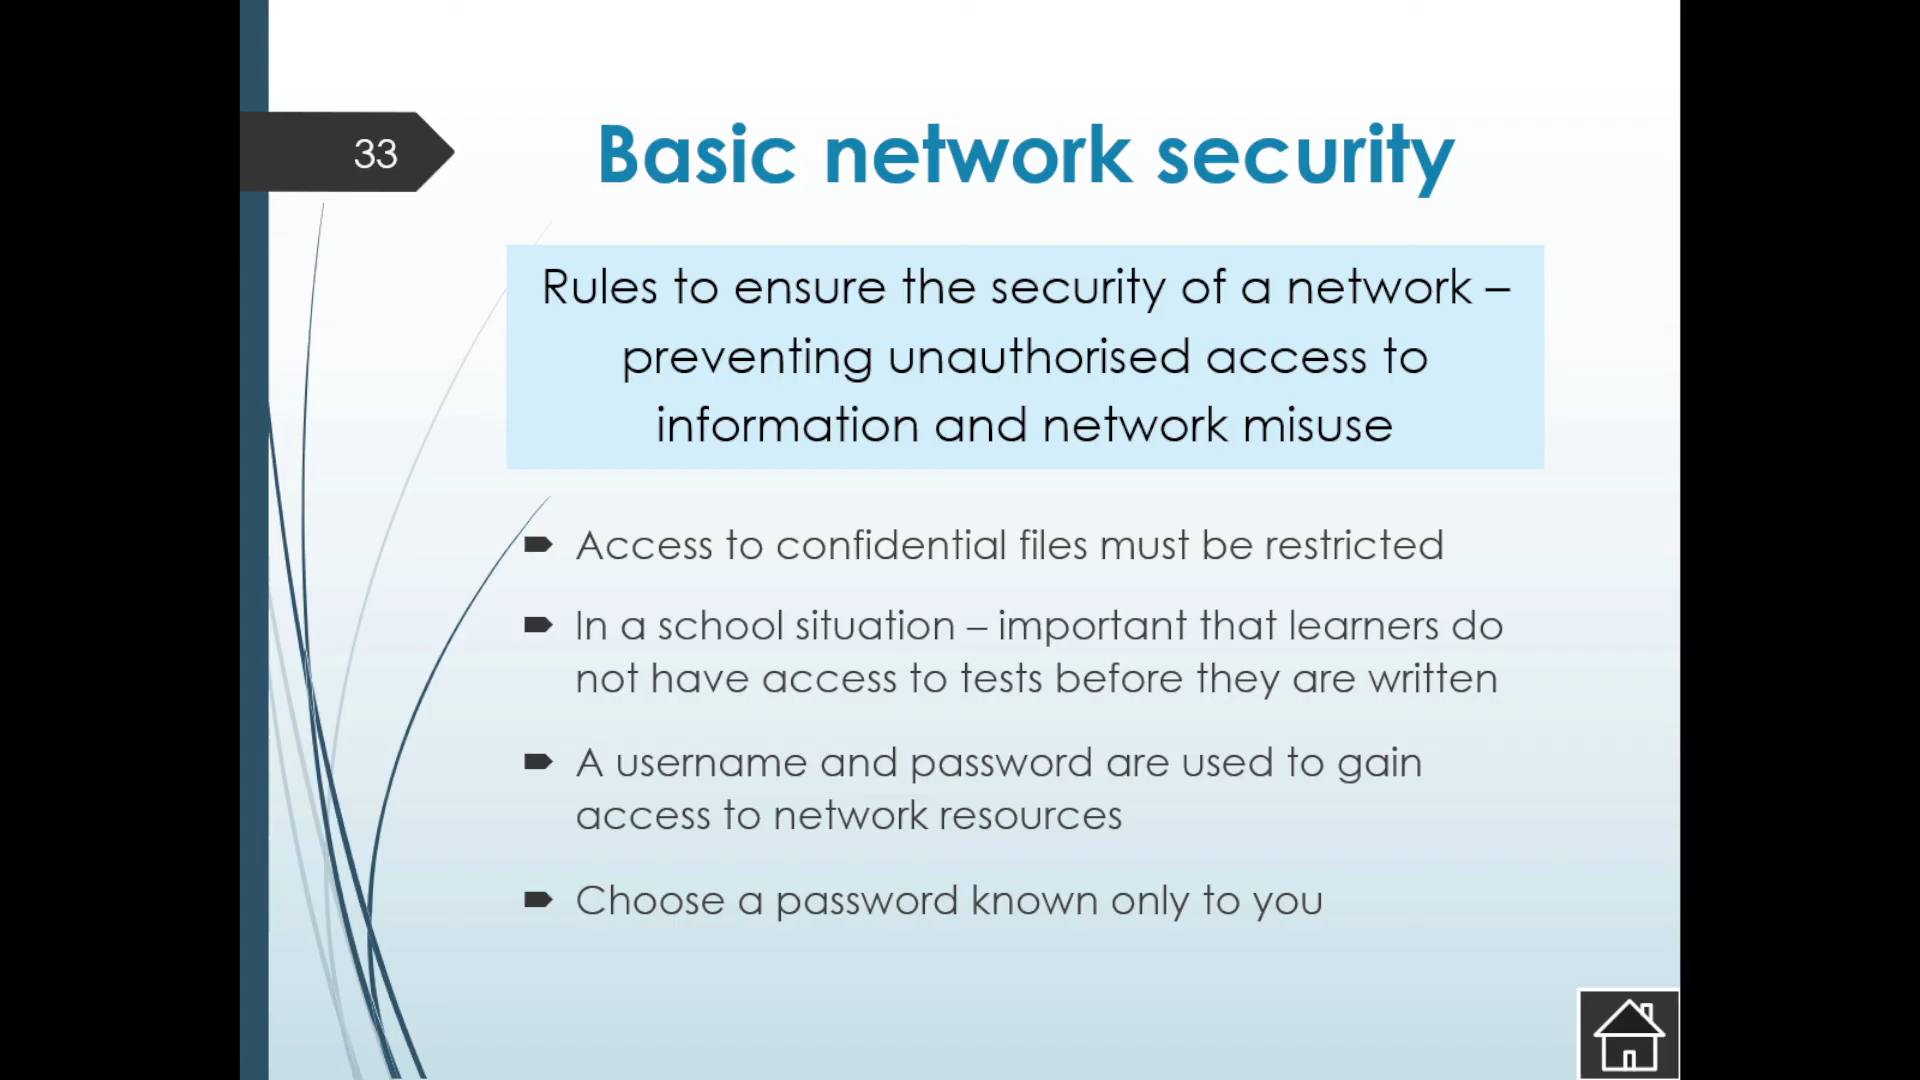 33
Basic network security
Rules to ensure the security of a network –
preventing unauthorised access to
information and network misuse
Access to confidential files must be restricted
In a school situation – important that learners do
not have access to tests before they are written
A username and password are used to gain
access to network resources
Choose a password known only to you